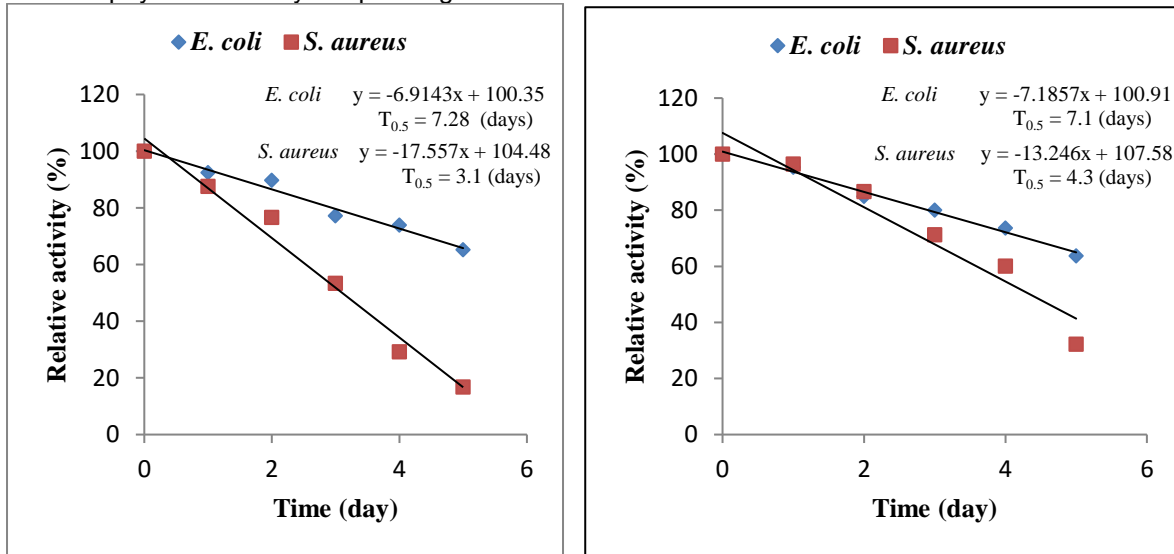 E. coli S. aureus
E. coli y = -6.9143x + 100.35
T0.5 = 7.28 (days)
S. aureus y = -17.557x + 104.48
T0.5 = 3.1 (days)
120
100
80
60
40
20
0
0 2 4 6
Relative activity (%)
Time (day)
E. coli S. aureus
E. coli y = -7.1857x + 100.91
T0.5 = 7.1 (days)
S. aureus y = -13.246x + 107.58
T0.5 = 4.3 (days)
120
100
80
60
40
20
0
0 2 4 6
Relative activity (%)
Time (day)